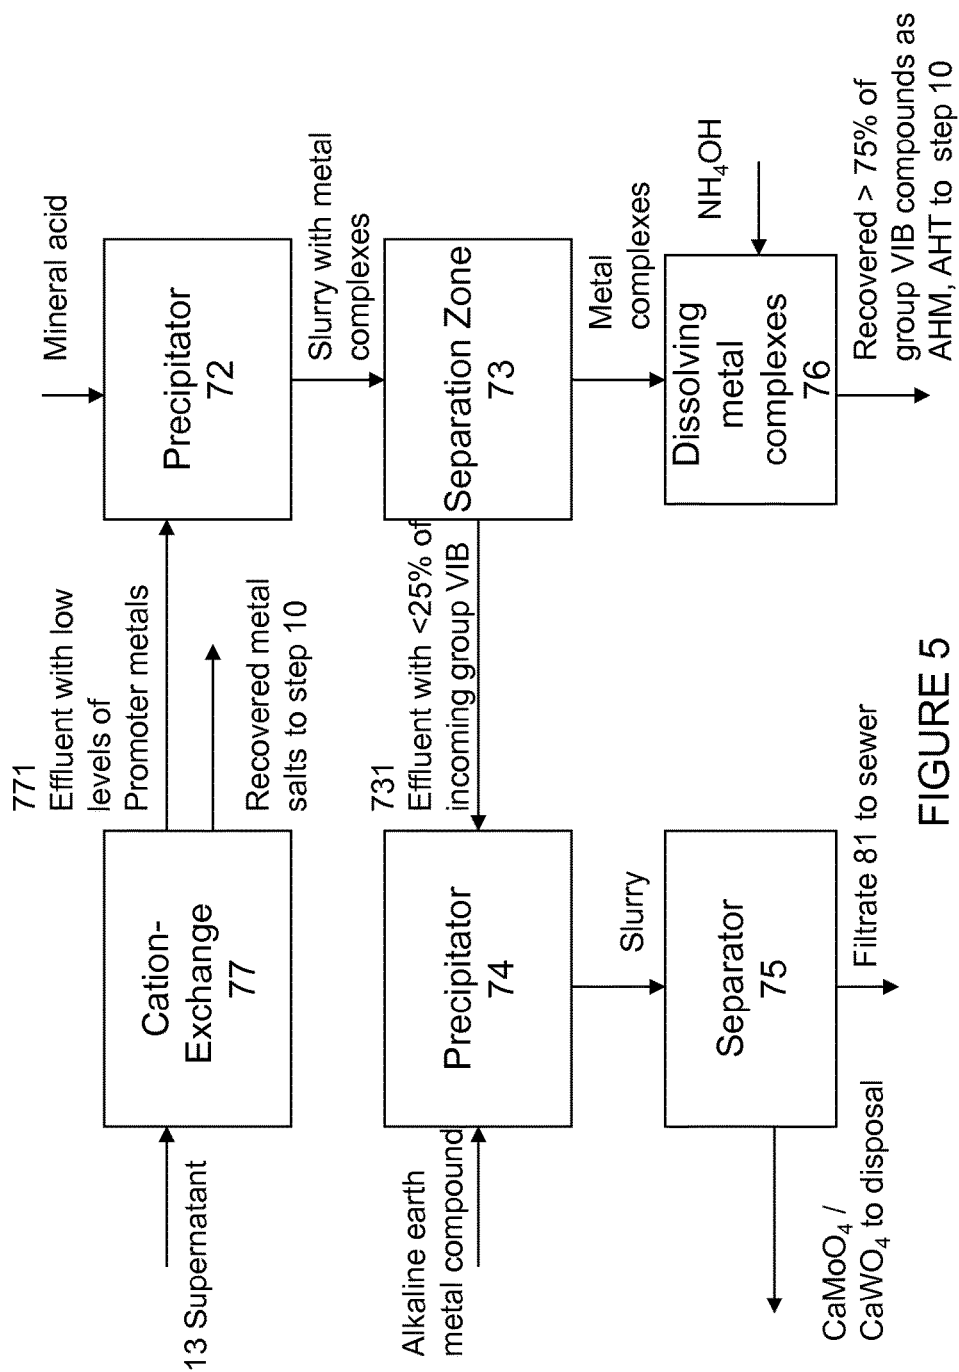 13 Supernatant
Cation-
Exchange
77
771
Effluent with low
levels of
Promoter metals
Recovered metal
salts to step 10
Mineral acid
Precipitator
72
Slurry with metal
complexes
Alkaline earth
metal compound
Precipitator
74
731
Effluent with <25% of
incoming group VIB
Separation Zone
73
Slurry
Metal
complexes
NH₄OH
Separator
75
Dissolving
metal
complexes
76
CaMoO₄ /
CaWO₄ to disposal
Filtrate 81 to sewer
Recovered > 75% of
group VIB compounds as
AHM, AHT to step 10
FIGURE 5